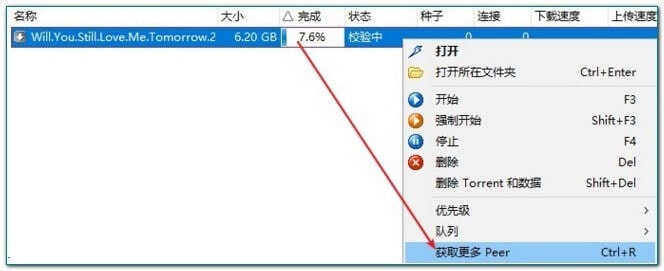 名称 大小 △ 完成 状态 种子 连接 下载速度 上传速度
Will.You.Still.Love.Me.Tomorrow.2 6.20 GB 7.6% 校验中 0 0
打开
打开所在文件夹 Ctrl+Enter
开始 F3
强制开始 Shift+F3
停止 F4
删除 Del
删除 Torrent 和数据 Shift+Del
优先级
队列
获取更多 Peer Ctrl+R